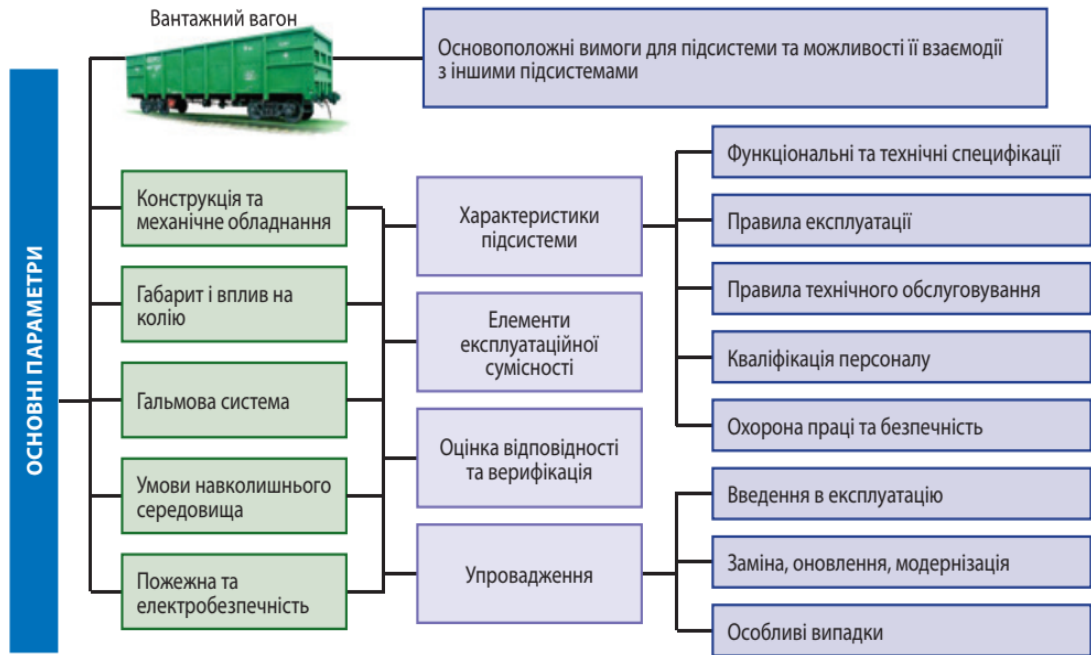 Вантажний вагон
Основоположні вимоги для підсистеми та можливості її взаємодії
з іншими підсистемами
ОСНОВНІ ПАРАМЕТРИ
Конструкція та
механічне обладнання
Габарит і вплив на
колію
Гальмова система
Умови навколишнього
середовища
Пожежна та
електробезпечність
Характеристики
підсистеми
Елементи
експлуатаційної
сумісності
Оцінка відповідності
та верифікація
Упровадження
Функціональні та технічні специфікації
Правила експлуатації
Правила технічного обслуговування
Кваліфікація персоналу
Охорона праці та безпечність
Введення в експлуатацію
Заміна, оновлення, модернізація
Особливі випадки